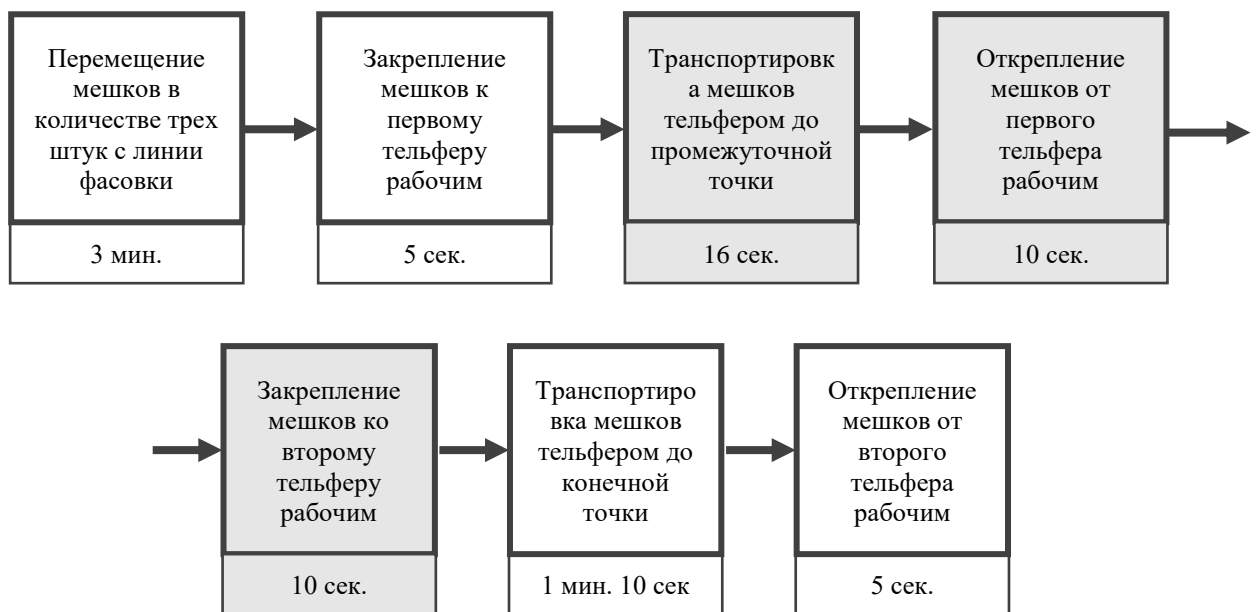 Перемещение
мешков в
количестве трех
штук с линии
фасовки
3 мин.
Закрепление
мешков к
первому
тельферу
рабочим
5 сек.
Транспортировк
а мешков
тельфером до
промежуточной
точки
16 сек.
Открепление
мешков от
первого
тельфера
рабочим
10 сек.
Закрепление
мешков ко
второму
тельферу
рабочим
10 сек.
Транспортиро
вка мешков
тельфером до
конечной
точки
1 мин. 10 сек
Открепление
мешков от
второго
тельфера
рабочим
5 сек.